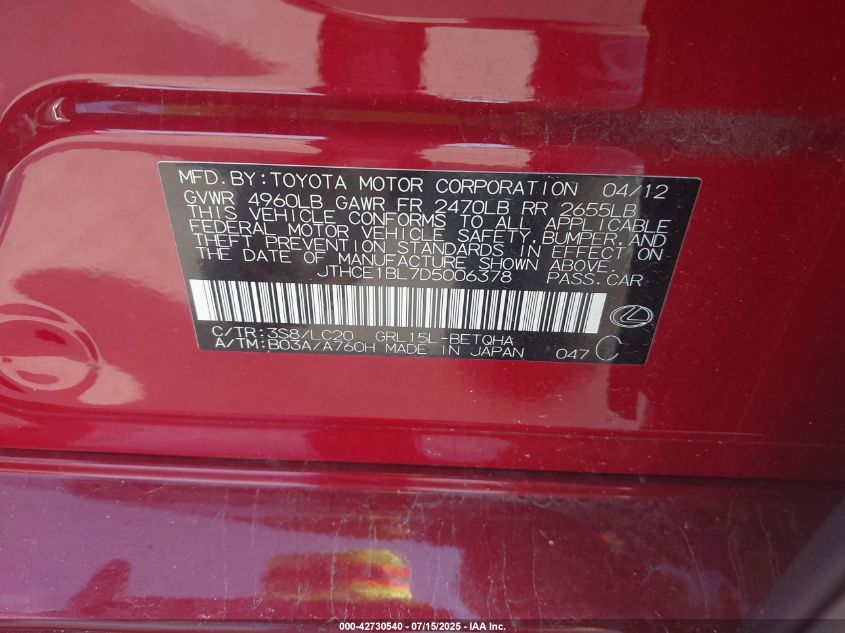 MFD. BY: TOYOTA MOTOR CORPORATION 04/12
GVWR 4960LB GAWR FR 2470LB RR 2655LB
THIS VEHICLE CONFORMS TO ALL APPLICABLE
FEDERAL MOTOR VEHICLE SAFETY, BUMPER, AND
THEFT PREVENTION STANDARDS IN EFFECT ON
THE DATE OF MANUFACTURE SHOWN ABOVE.
JTHCE1BL7D5006378 PASS. CAR
C/TR: 3S8/LC20 GRL15L-BETQHA
A/TM: B03A/A760H MADE IN JAPAN 047 C
000-42730540 - 07/15/2025 - IAA Inc.